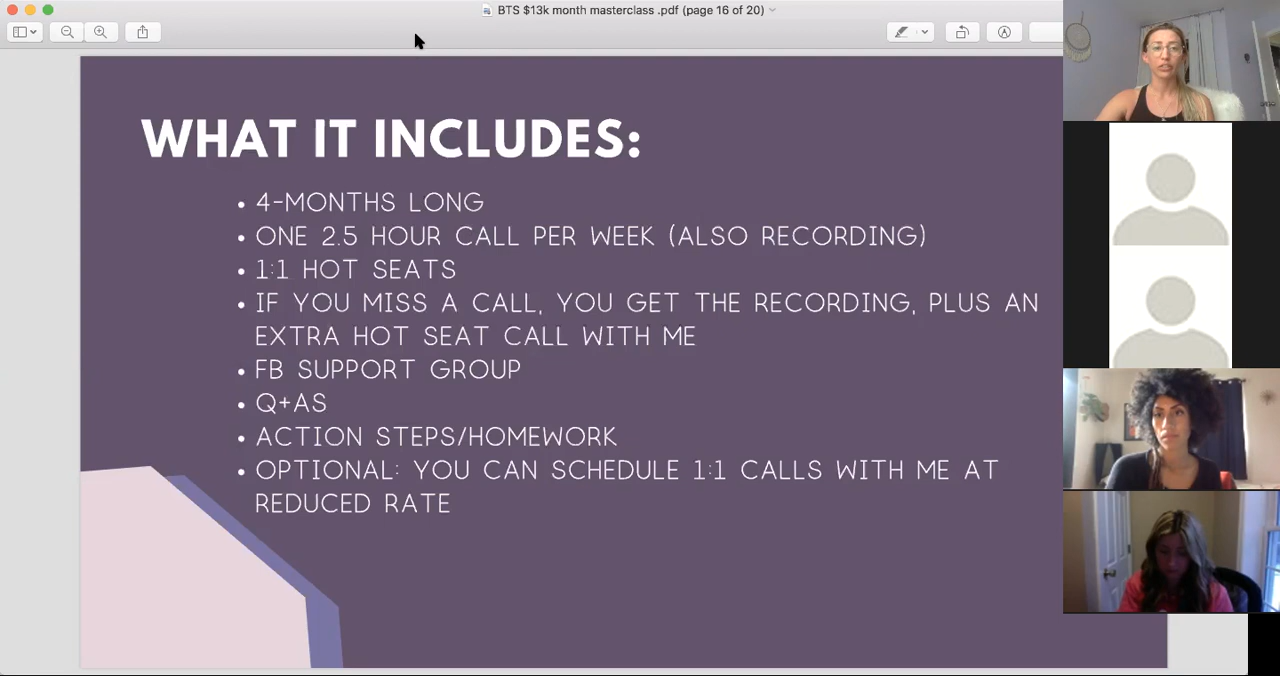 BTS $13k month masterclass .pdf (page 16 of 20)
WHAT IT INCLUDES:
• 4-MONTHS LONG
• ONE 2.5 HOUR CALL PER WEEK (ALSO RECORDING)
• 1:1 HOT SEATS
• IF YOU MISS A CALL, YOU GET THE RECORDING, PLUS AN
EXTRA HOT SEAT CALL WITH ME
• FB SUPPORT GROUP
• Q+AS
• ACTION STEPS/HOMEWORK
• OPTIONAL: YOU CAN SCHEDULE 1:1 CALLS WITH ME AT
REDUCED RATE